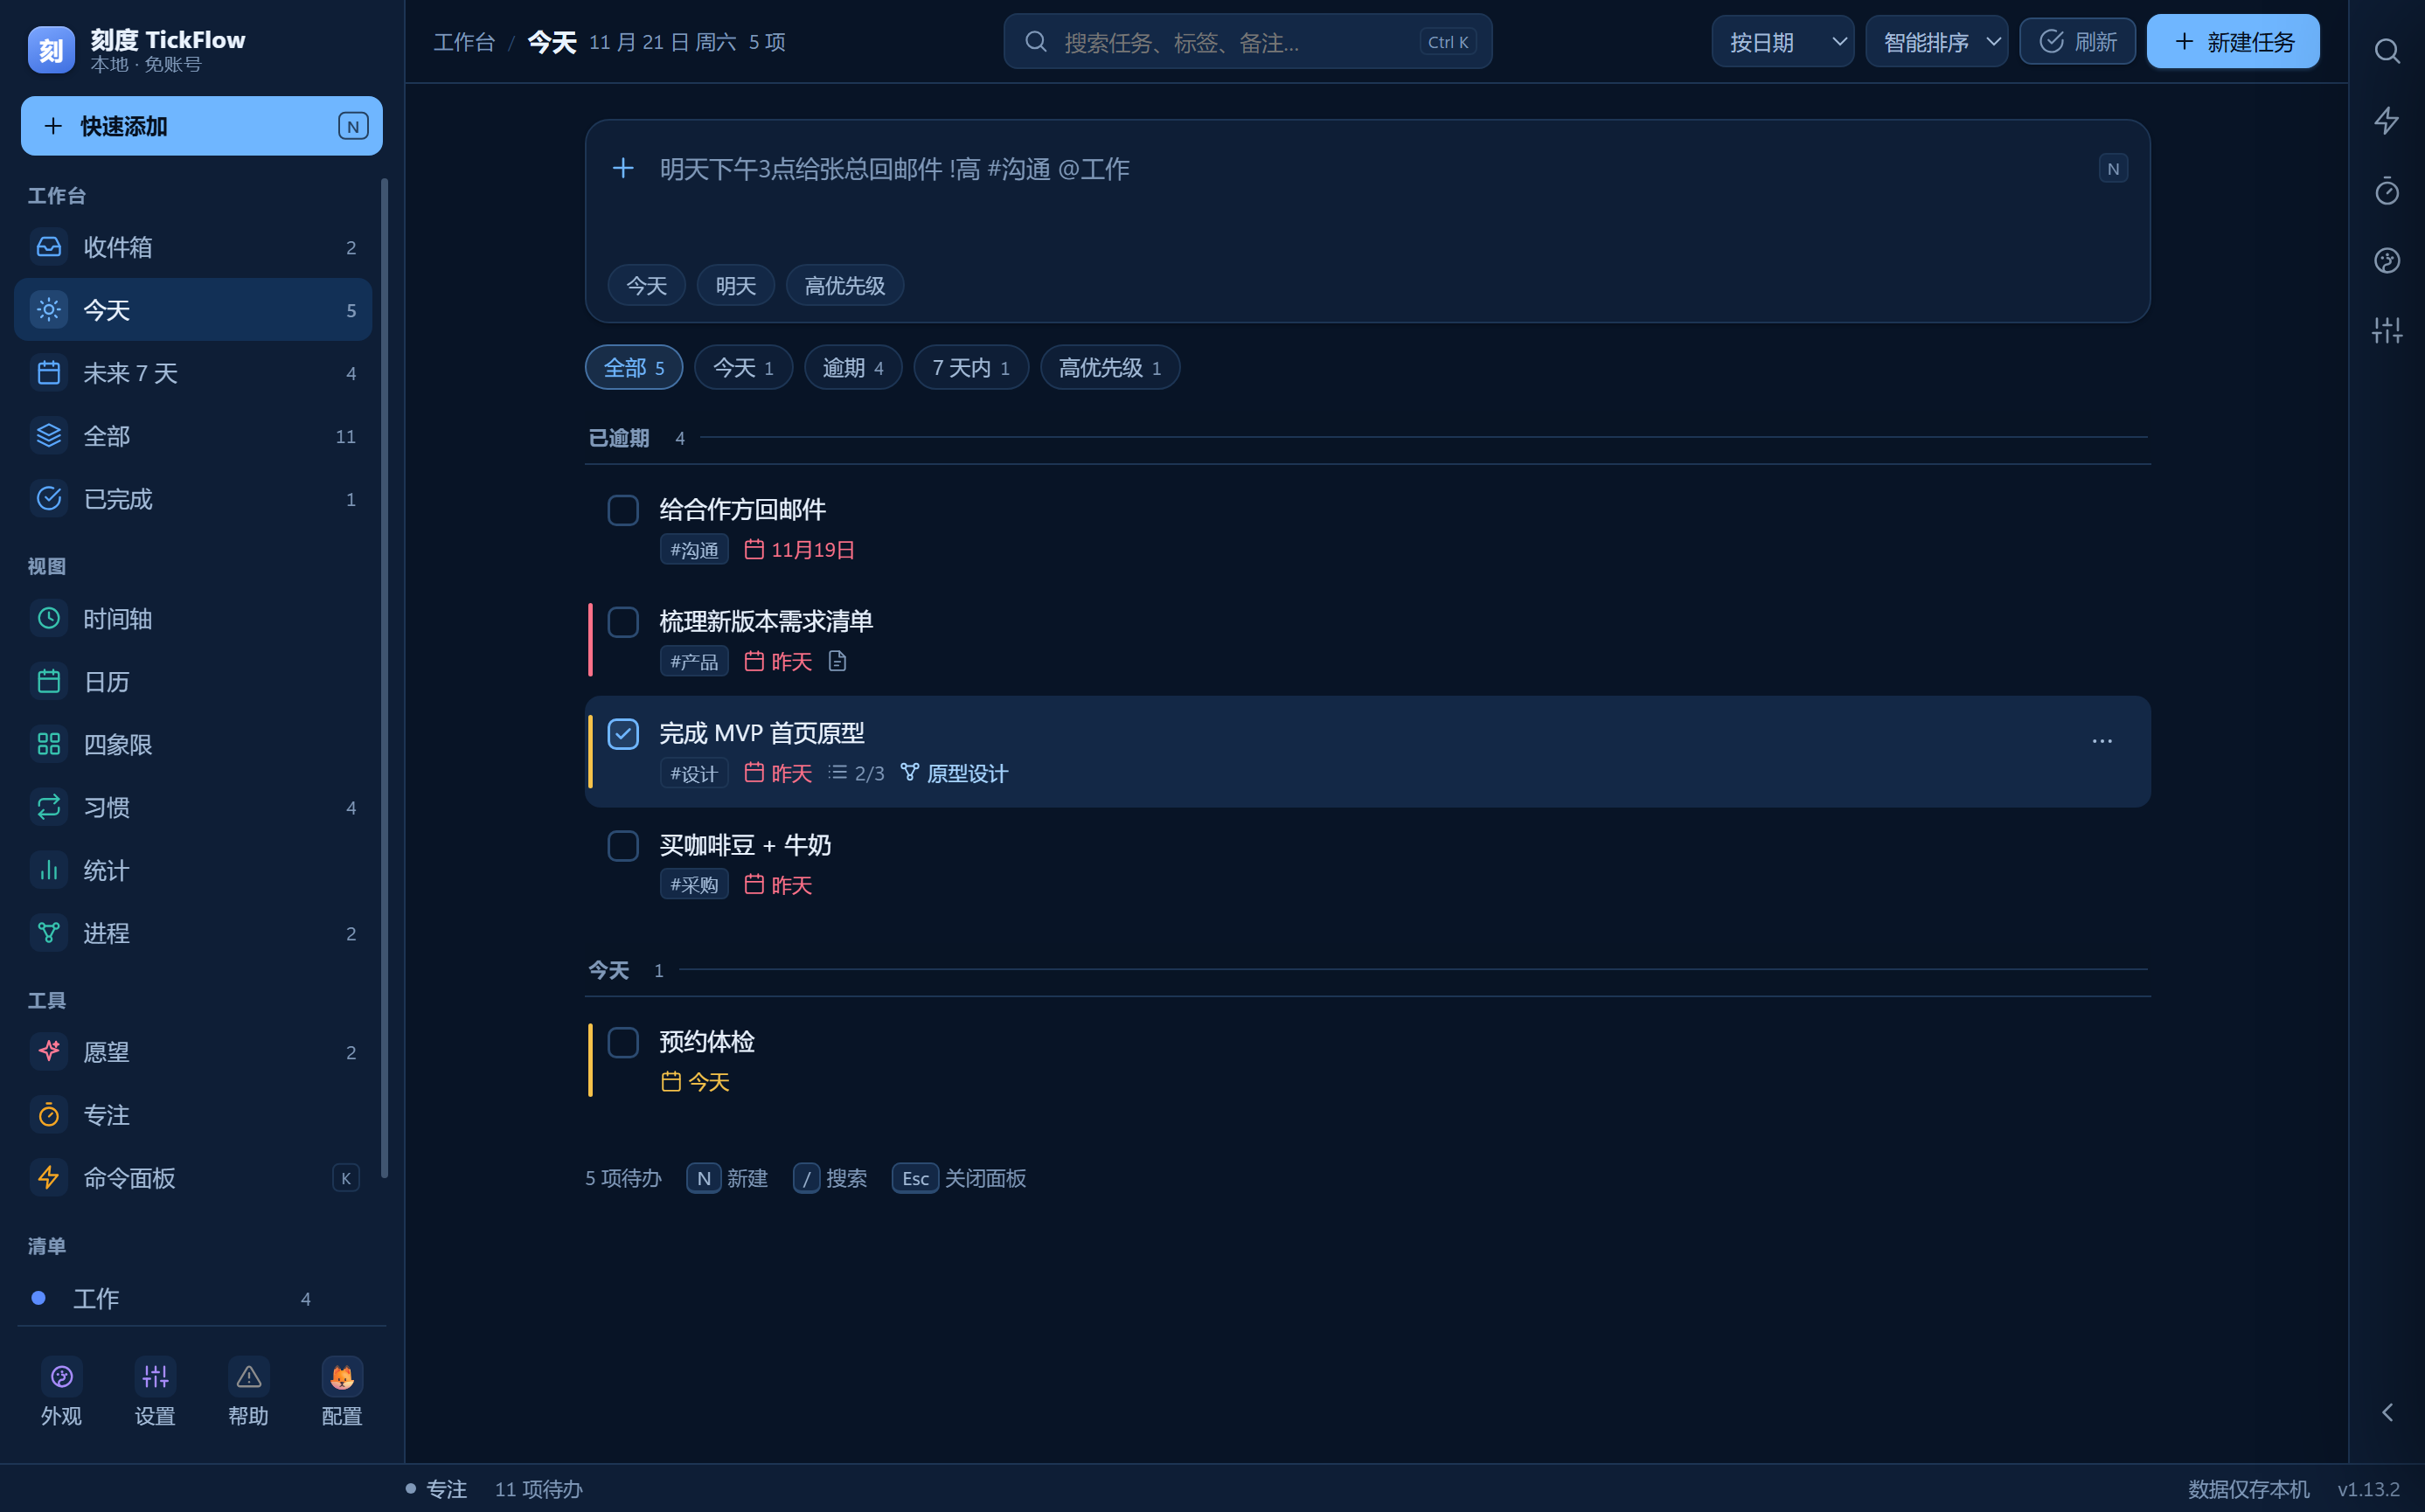 刻 刻度 TickFlow
本地 · 免账号
快速添加 N
工作台
收件箱 2
今天 5
未来 7 天 4
全部 11
已完成 1
视图
时间轴
日历
四象限
习惯 4
统计
进程 2
工具
愿望 2
专注
命令面板 K
清单
工作 4
外观 设置 帮助 配置
工作台 / 今天 11 月 21 日 周六 5 项
搜索任务、标签、备注... Ctrl K
按日期 智能排序 刷新 新建任务
明天下午3点给张总回邮件 !高 #沟通 @工作 N
今天 明天 高优先级
全部 5 今天 1 逾期 4 7 天内 1 高优先级 1
已逾期 4
给合作方回邮件
#沟通 11月19日
梳理新版本需求清单
#产品 昨天
完成 MVP 首页原型 ...
#设计 昨天 2/3 原型设计
买咖啡豆 + 牛奶
#采购 昨天
今天 1
预约体检
今天
5 项待办 N 新建 / 搜索 Esc 关闭面板
专注 11 项待办 数据仅存本机 v1.13.2